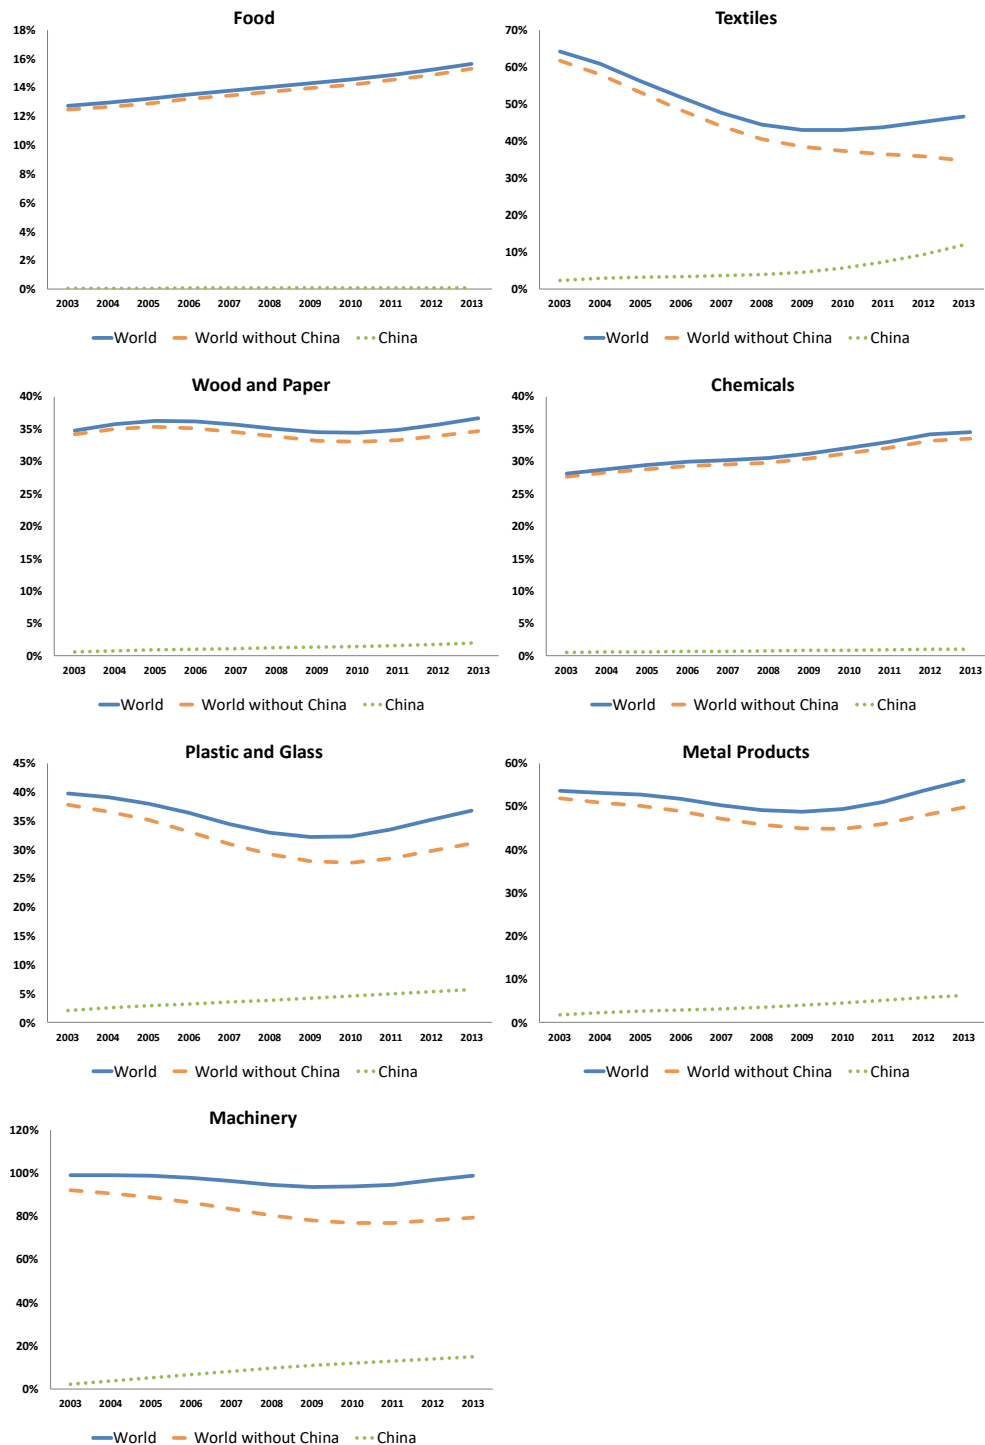 Food
18%
16%
14%
12%
10%
8%
6%
4%
2%
0%
2003 2004 2005 2006 2007 2008 2009 2010 2011 2012 2013
World World without China China
Textiles
70%
60%
50%
40%
30%
20%
10%
0%
2003 2004 2005 2006 2007 2008 2009 2010 2011 2012 2013
World World without China China
Wood and Paper
40%
35%
30%
25%
20%
15%
10%
5%
0%
2003 2004 2005 2006 2007 2008 2009 2010 2011 2012 2013
World World without China China
Chemicals
40%
35%
30%
25%
20%
15%
10%
5%
0%
2003 2004 2005 2006 2007 2008 2009 2010 2011 2012 2013
World World without China China
Plastic and Glass
45%
40%
35%
30%
25%
20%
15%
10%
5%
0%
2003 2004 2005 2006 2007 2008 2009 2010 2011 2012 2013
World World without China China
Metal Products
60%
50%
40%
30%
20%
10%
0%
2003 2004 2005 2006 2007 2008 2009 2010 2011 2012 2013
World World without China China
Machinery
120%
100%
80%
60%
40%
20%
0%
2003 2004 2005 2006 2007 2008 2009 2010 2011 2012 2013
World World without China China